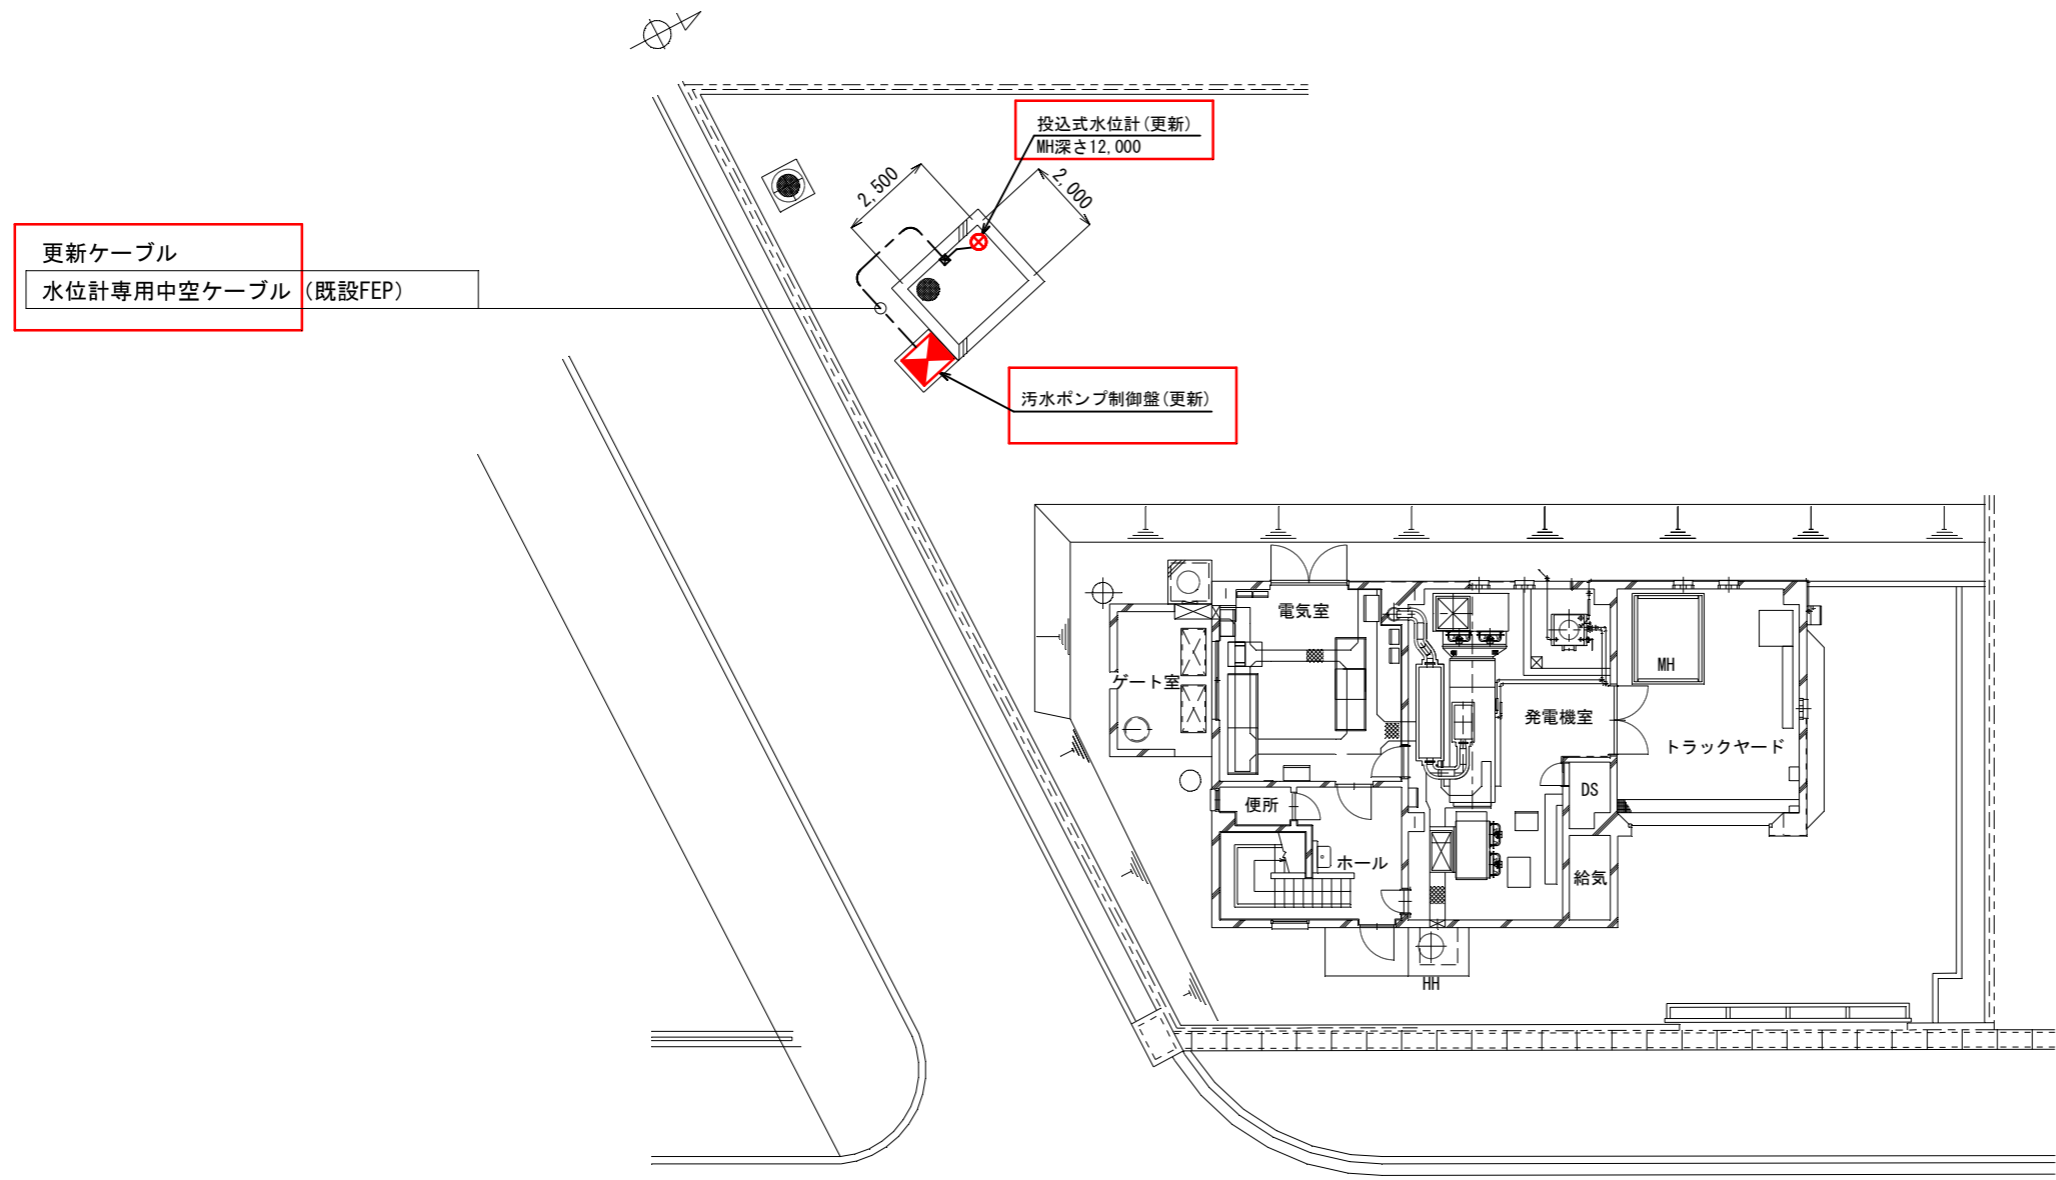 投込式水位計(更新)
MH深さ12,000
2,500
2,000
更新ケーブル
水位計専用中空ケーブル(既設FEP)
汚水ポンプ制御盤(更新)
電気室
ゲート室
MH
発電機室
トラックヤード
DS
便所
ホール
給気
HH